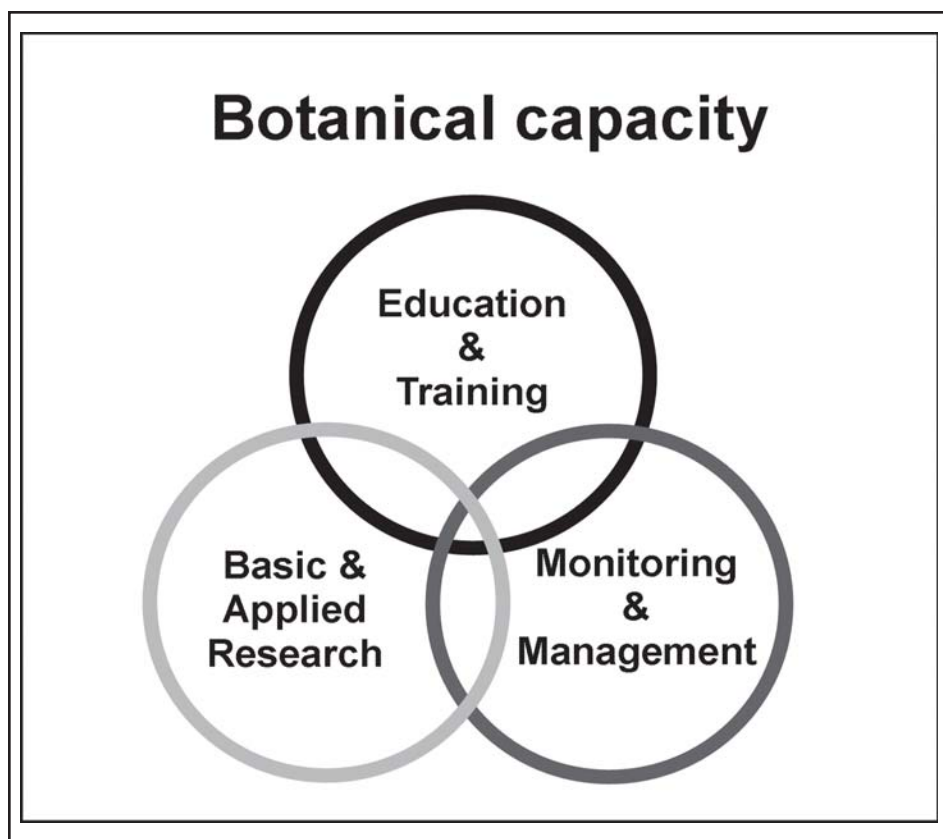 Botanical capacity
Education
&
Training
Basic &
Applied
Research
Monitoring
&
Management